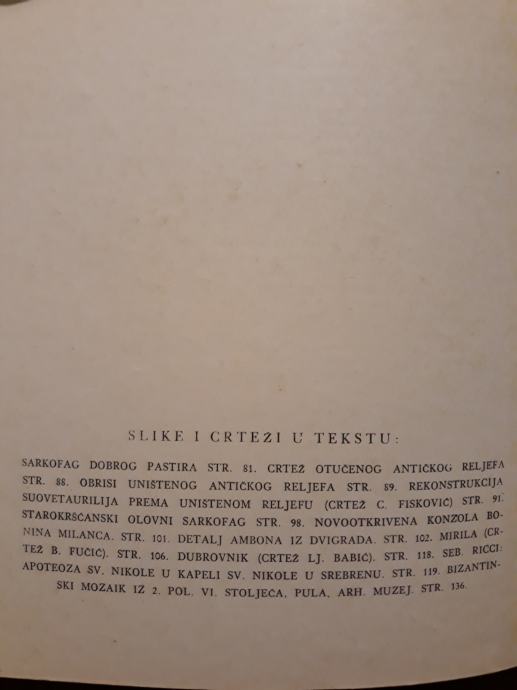 SLIKE I CRTEŽI U TEKSTU:
SARKOFAG DOBROG PASTIRA STR. 81. CRTEŽ OTUČENOG ANTIČKOG RELJEFA
STR. 88. OBRISI UNIŠTENOG ANTIČKOG RELJEFA STR. 89. REKONSTRUKCIJA
SUOVETAURILIJA PREMA UNIŠTENOM RELJEFU (CRTEŽ C. FISKOVIĆ) STR. 91.
STAROKRŠĆANSKI OLOVNI SARKOFAG STR. 98. NOVOOTKRIVENA KONZOLA BO-
NINA MILANCA. STR. 101. DETALJ AMBONA IZ DVIGRADA. STR. 102. MIRILA (CR-
TEŽ B. FUČIĆ). STR. 106. DUBROVNIK (CRTEŽ LJ. BABIĆ). STR. 118. SEB. RICCI:
APOTEOZA SV. NIKOLE U KAPELI SV. NIKOLE U SREBRENU. STR. 119. BIZANTIN-
SKI MOZAIK IZ 2. POL. VI. STOLJEĆA, PULA, ARH. MUZEJ. STR. 136.